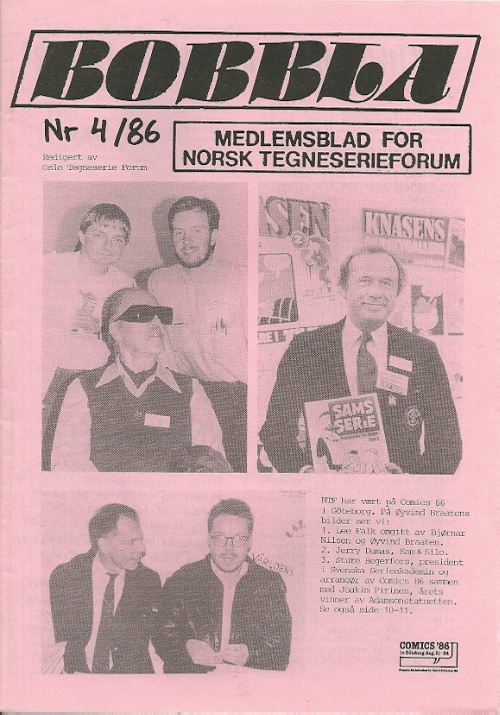 BOBBLA
Nr 4/86
MEDLEMSBLAD FOR
NORSK TEGNESERIEFORUM
Redigert av
Oslo Tegneserie Forum
SEN
KNASENS
SAMS
SERIE
VÄRLDENS
NTF har vært på Comics 86
i Göteborg. På Øyvind Braatens
bilder ser vi:
1. Lee Falk omgitt av Bjørnar
Nilsen og Øyvind Braaten.
2. Jerry Dumas, Sam & Silo.
3. Sture Hegerfors, president
i Svenska Serieakademin og
arrangør av Comics 86 sammen
med Joakim Pirinen, årets
vinner av Adamsonstatuetten.
Se også side 10-11.
COMICS '86